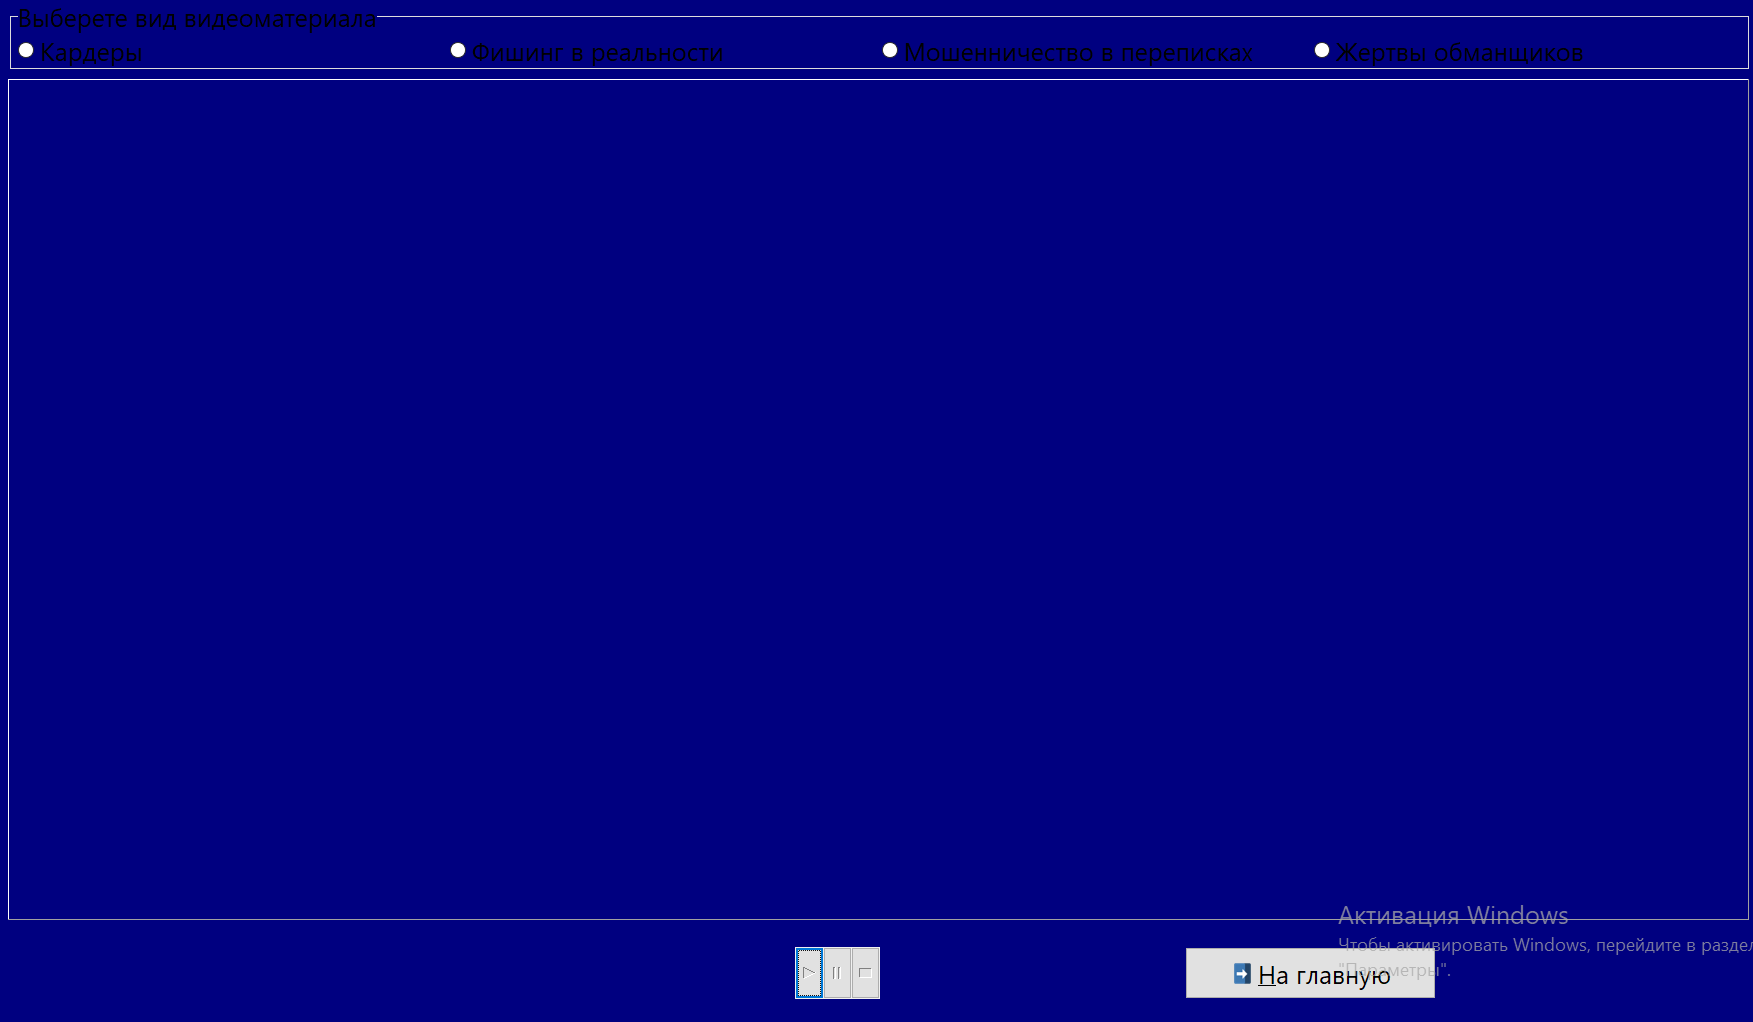 Выберете вид видеоматериала
Кардеры
Фишинг в реальности
Мошенничество в переписках
Жертвы обманщиков
Активация Windows
Чтобы активировать Windows, перейдите в раздел
"Параметры".
На главную